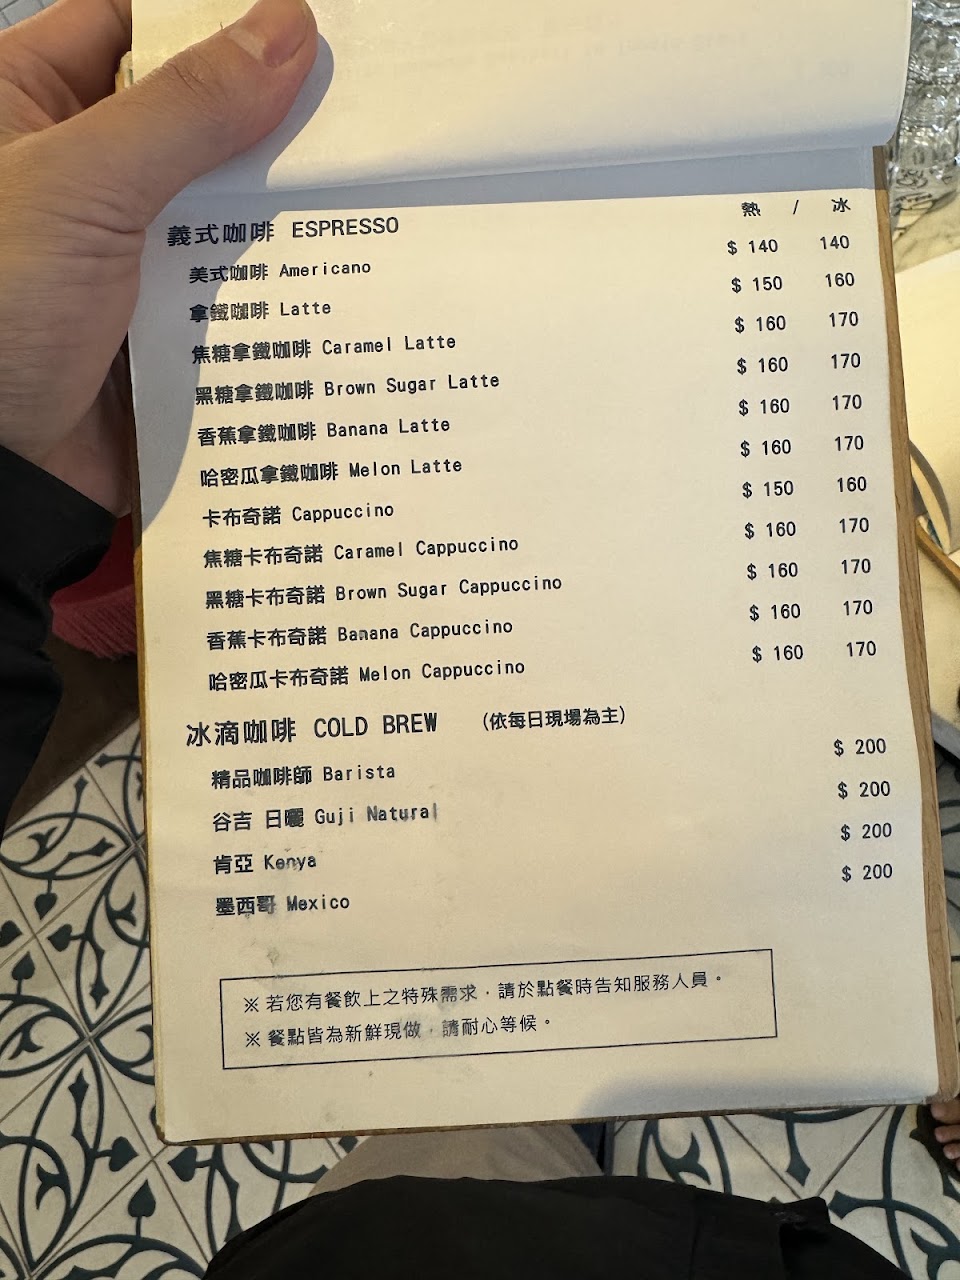 熱 / 冰
義式咖啡 ESPRESSO
美式咖啡 Americano $ 140 140
拿鐵咖啡 Latte $ 150 160
焦糖拿鐵咖啡 Caramel Latte $ 160 170
黑糖拿鐵咖啡 Brown Sugar Latte $ 160 170
香蕉拿鐵咖啡 Banana Latte $ 160 170
哈密瓜拿鐵咖啡 Melon Latte $ 160 170
卡布奇諾 Cappuccino $ 150 160
焦糖卡布奇諾 Caramel Cappuccino $ 160 170
黑糖卡布奇諾 Brown Sugar Cappuccino $ 160 170
香蕉卡布奇諾 Banana Cappuccino $ 160 170
哈密瓜卡布奇諾 Melon Cappuccino $ 160 170
冰滴咖啡 COLD BREW (依每日現場為主)
精品咖啡師 Barista $ 200
谷吉 日曬 Guji Natural $ 200
肯亞 Kenya $ 200
墨西哥 Mexico $ 200
※ 若您有餐飲上之特殊需求，請於點餐時告知服務人員。
※ 餐點皆為新鮮現做，請耐心等候。